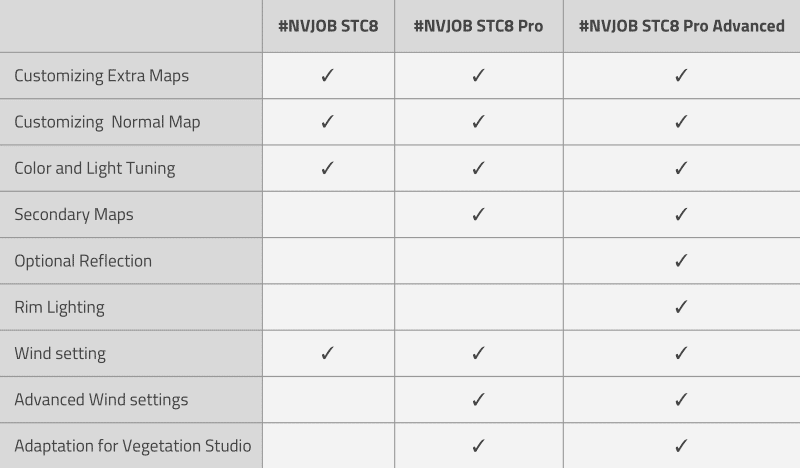 #NVJOB STC8 #NVJOB STC8 Pro #NVJOB STC8 Pro Advanced
Customizing Extra Maps ✓ ✓ ✓
Customizing  Normal Map ✓ ✓ ✓
Color and Light Tuning ✓ ✓ ✓
Secondary Maps ✓ ✓
Optional Reflection ✓
Rim Lighting ✓
Wind setting ✓ ✓ ✓
Advanced Wind settings ✓ ✓
Adaptation for Vegetation Studio ✓ ✓